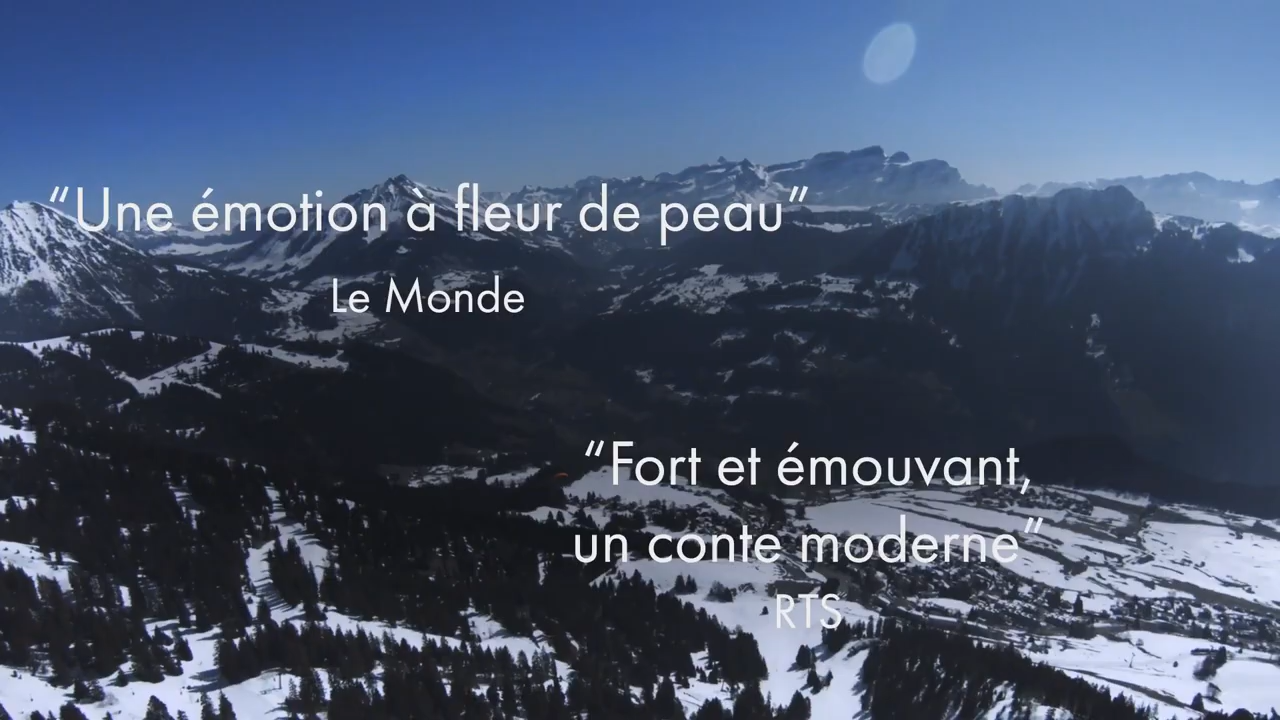 “Une émotion à fleur de peau”
Le Monde
“Fort et émouvant,
un conte moderne”
RTS